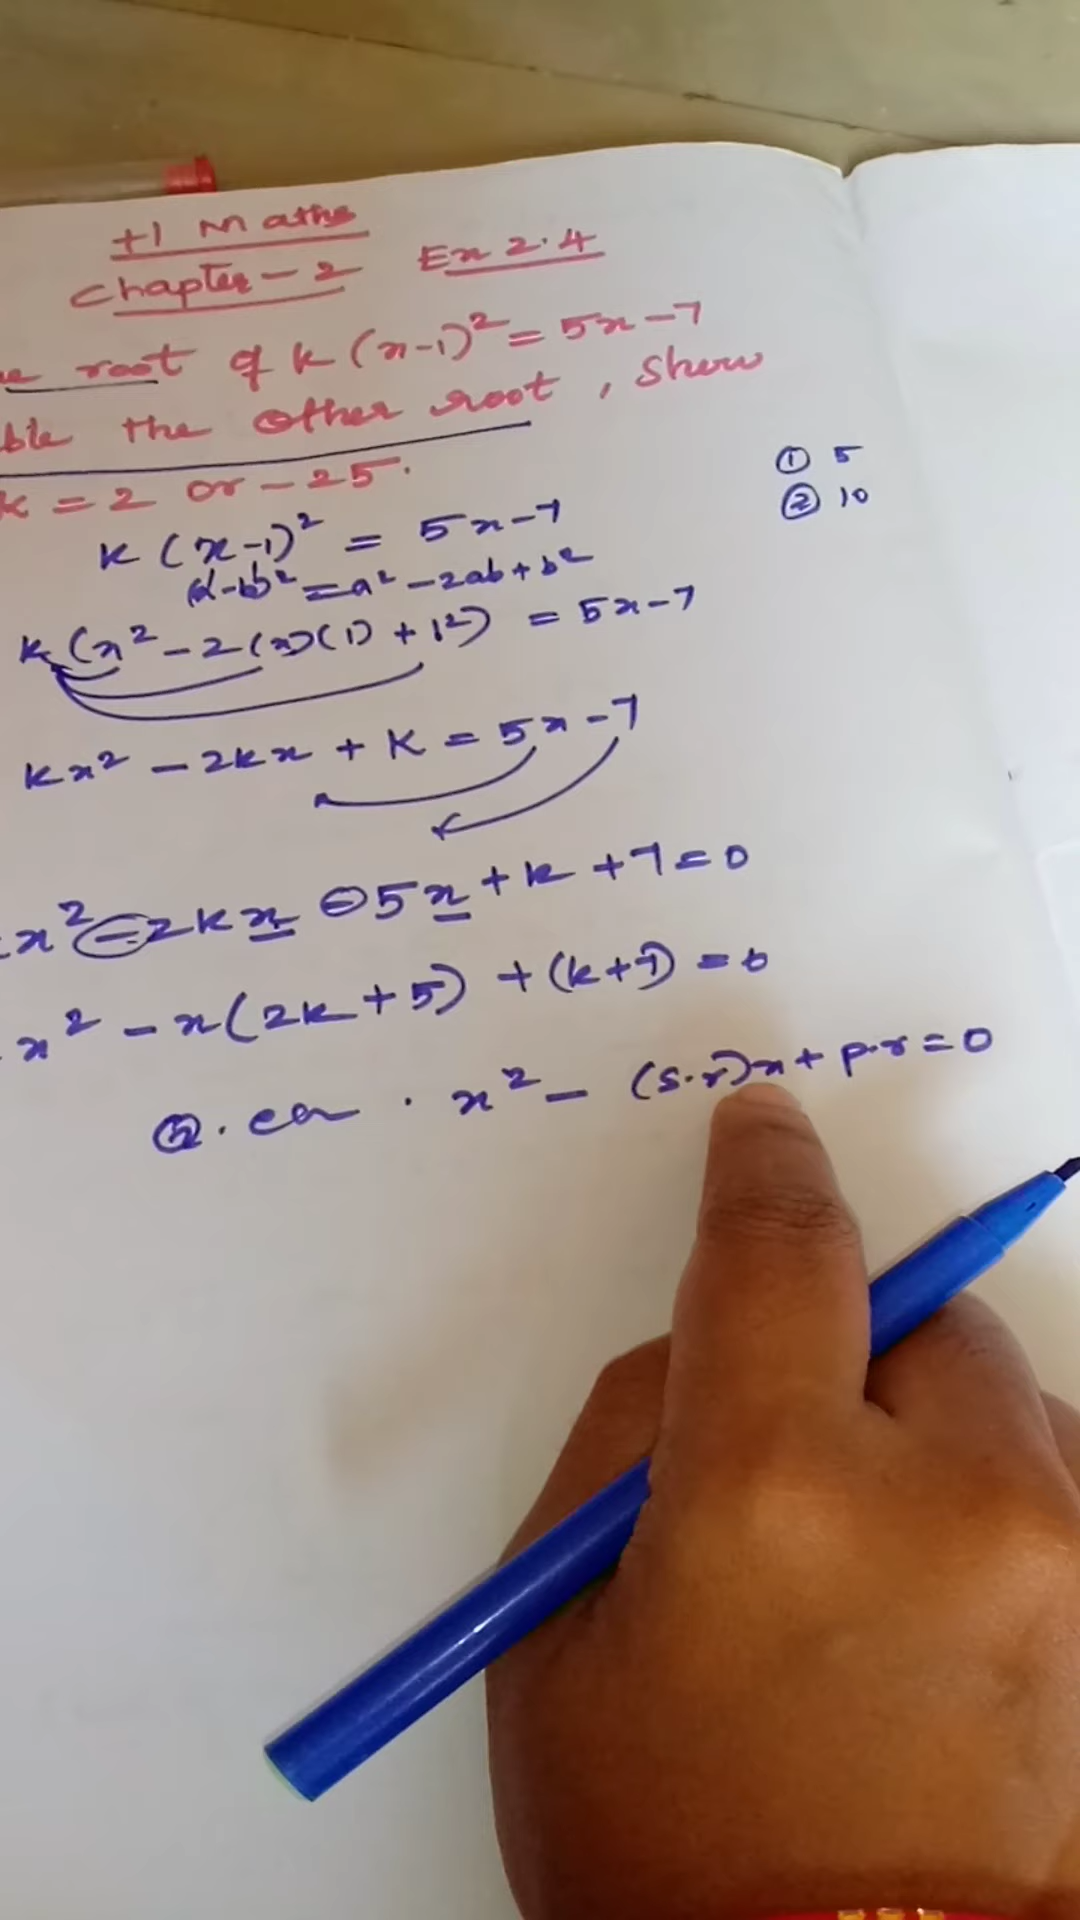 +1 Maths
Chapter-2 Ex 2.4
root of k (x-1)² = 5x-7
the other root, show
k = 2 or -25.
① 5
② 10
k (x-1)² = 5x-7
(a-b)² = a² - 2ab + b²
k (x² - 2(x)(1) + 1²) = 5x-7
kx² - 2kx + k = 5x-7
x² - 2kx - 5x + k + 7 = 0
x² - x(2k+5) + (k+7) = 0
x² - (s.r)x + p.r = 0